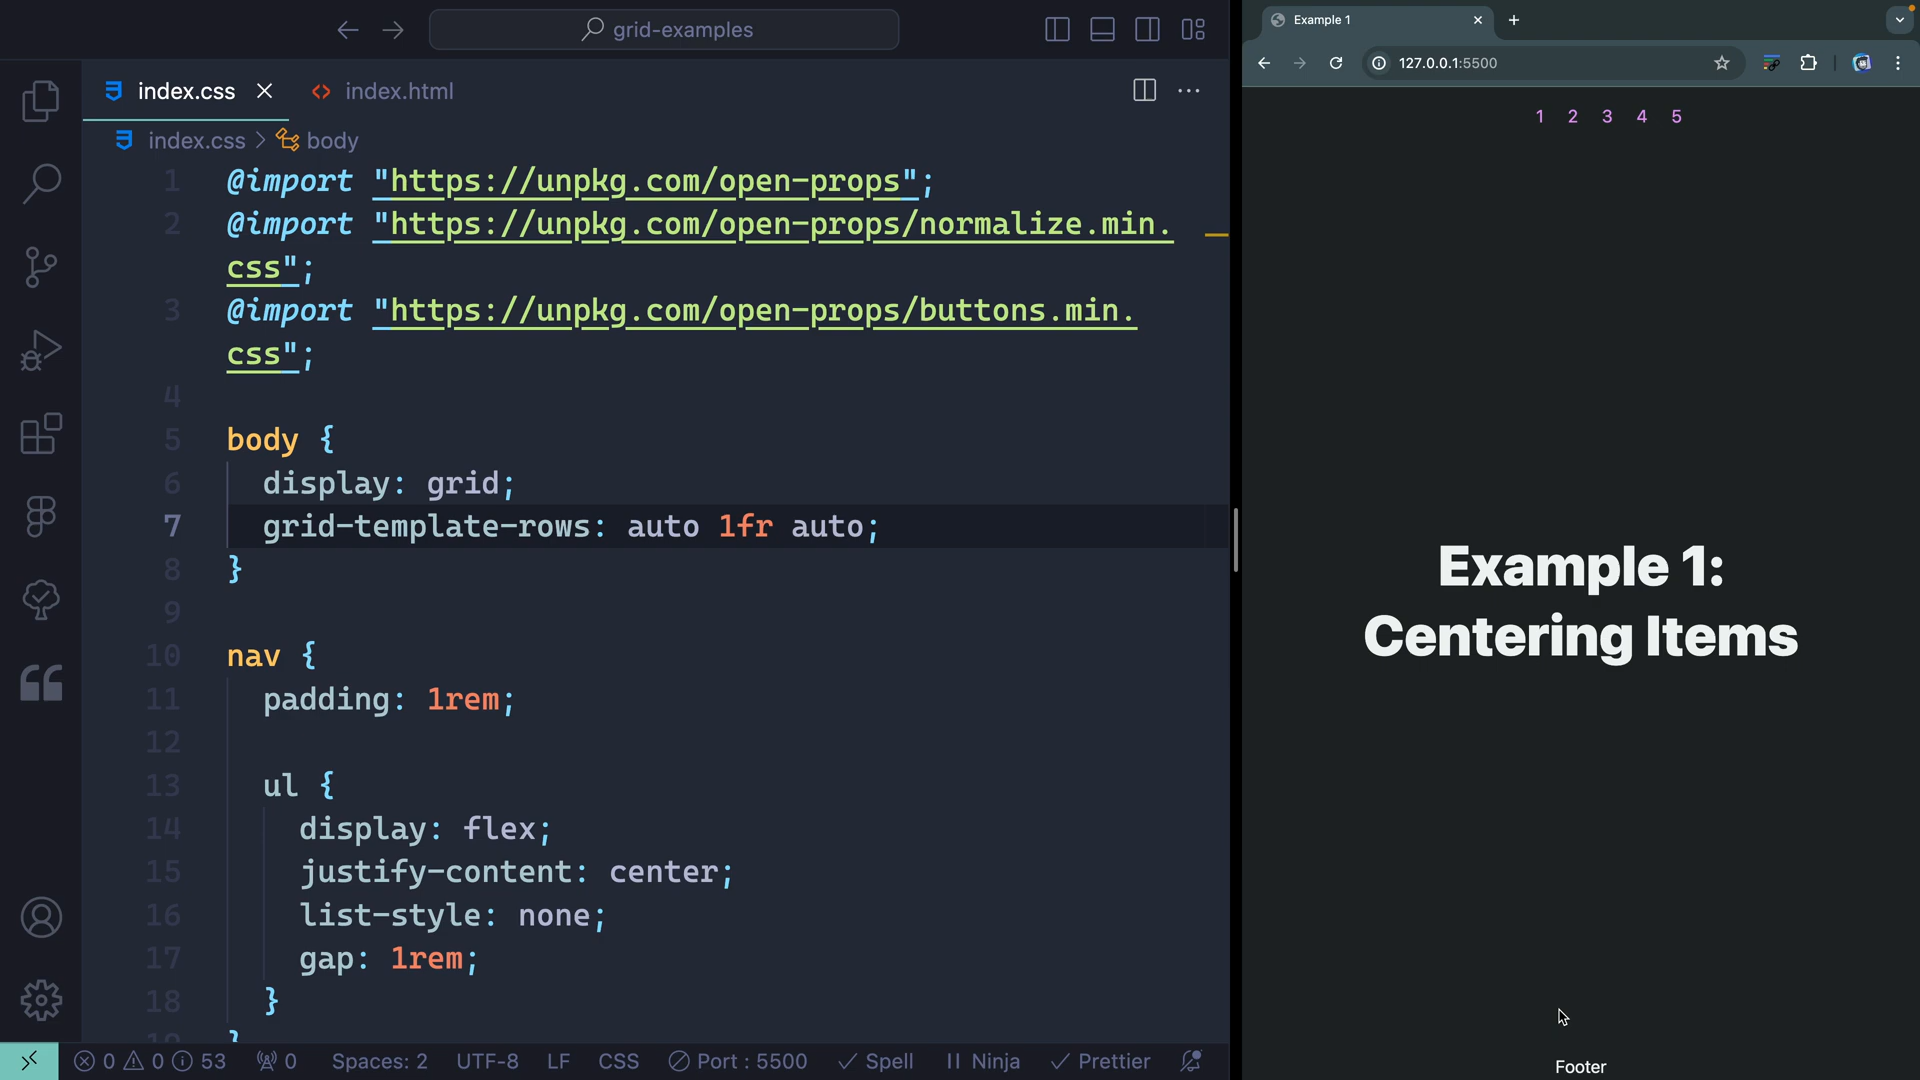 grid-examples
index.css
index.html
index.css > body
1 @import "https://unpkg.com/open-props";
2 @import "https://unpkg.com/open-props/normalize.min.
css";
3 @import "https://unpkg.com/open-props/buttons.min.
css";
4
5 body {
6 display: grid;
7 grid-template-rows: auto 1fr auto;
8 }
9
10 nav {
11 padding: 1rem;
12
13 ul {
14 display: flex;
15 justify-content: center;
16 list-style: none;
17 gap: 1rem;
18 }
0 0 53 0 Spaces: 2 UTF-8 LF CSS Port : 5500 Spell Ninja Prettier
Example 1
127.0.0.1:5500
1 2 3 4 5
Example 1:
Centering Items
Footer